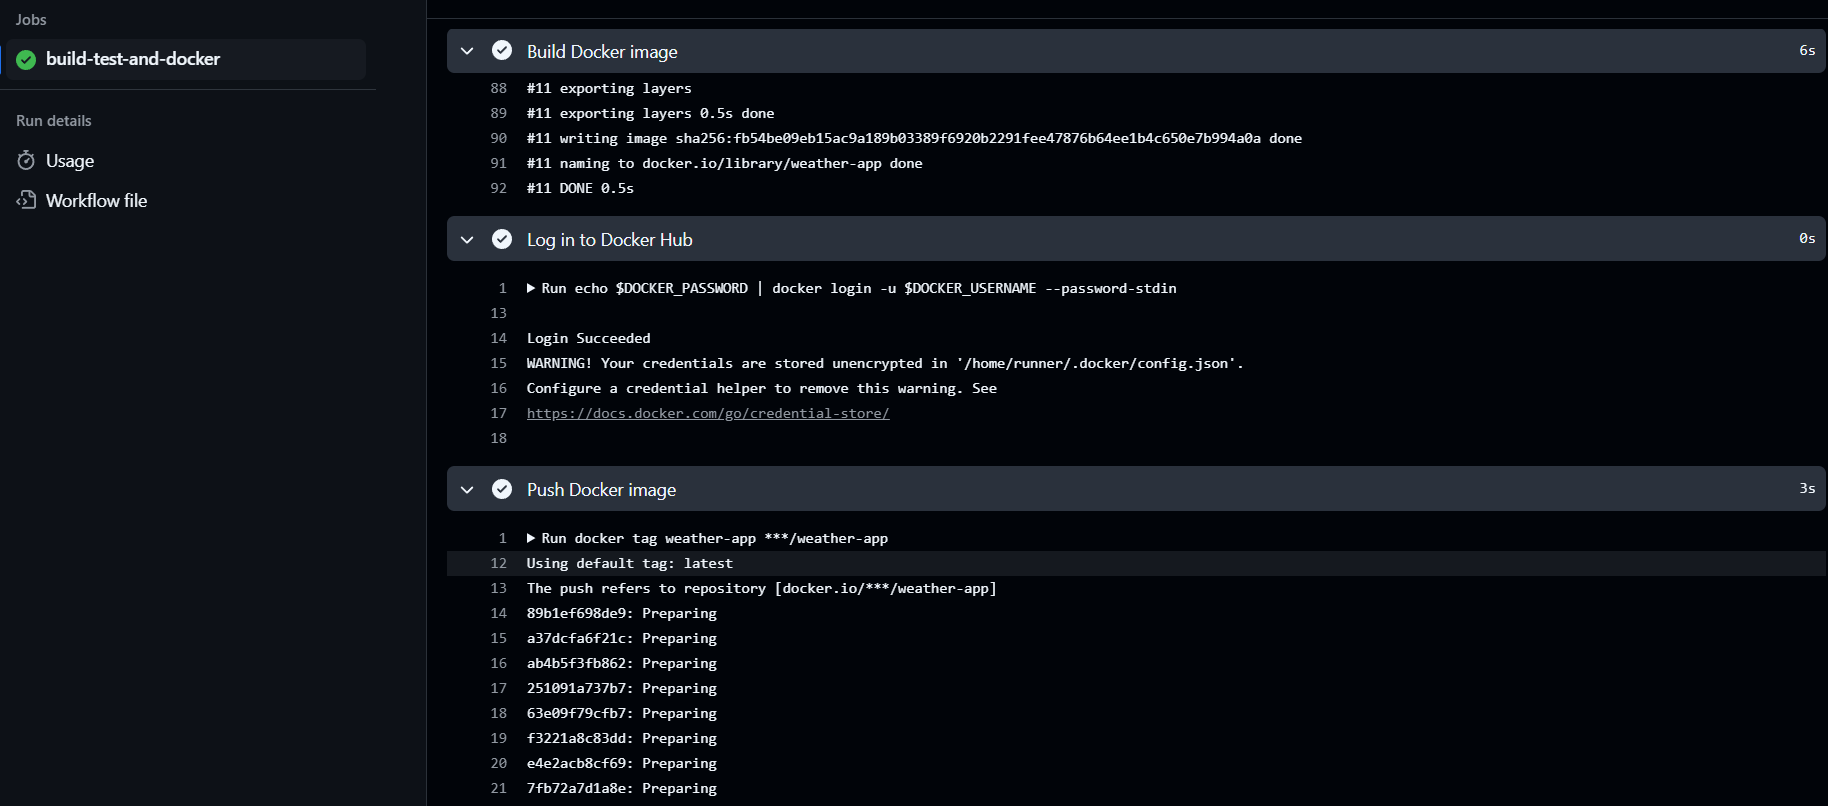 Jobs
build-test-and-docker
Run details
Usage
Workflow file
Build Docker image 6s
88 #11 exporting layers
89 #11 exporting layers 0.5s done
90 #11 writing image sha256:fb54be09eb15ac9a189b03389f6920b2291fee47876b64ee1b4c650e7b994a0a done
91 #11 naming to docker.io/library/weather-app done
92 #11 DONE 0.5s
Log in to Docker Hub 0s
1 Run echo $DOCKER_PASSWORD | docker login -u $DOCKER_USERNAME --password-stdin
13
14 Login Succeeded
15 WARNING! Your credentials are stored unencrypted in '/home/runner/.docker/config.json'.
16 Configure a credential helper to remove this warning. See
17 https://docs.docker.com/go/credential-store/
18
Push Docker image 3s
1 Run docker tag weather-app ***/weather-app
12 Using default tag: latest
13 The push refers to repository [docker.io/***/weather-app]
14 89b1ef698de9: Preparing
15 a37dcfa6f21c: Preparing
16 ab4b5f3fb862: Preparing
17 251091a737b7: Preparing
18 63e09f79cfb7: Preparing
19 f3221a8c83dd: Preparing
20 e4e2acb8cf69: Preparing
21 7fb72a7d1a8e: Preparing